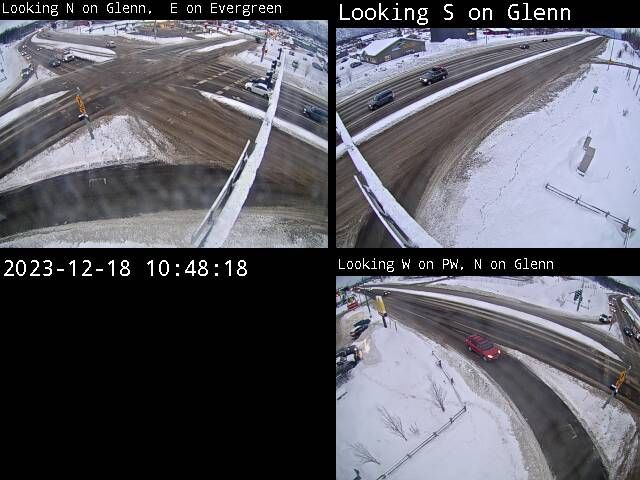 Looking N on Glenn,  E on Evergreen
Looking S on Glenn
2023-12-18 10:48:18
Looking W on PW, N on Glenn